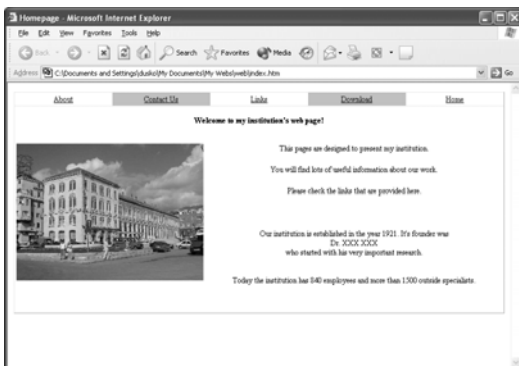 Homepage - Microsoft Internet Explorer
File Edit View Favorites Tools Help
Back Search Favorites Media
Address C:\Documents and Settings\dusko\My Documents\My Webs\web\index.htm Go
About Contact Us Links Download Home
Welcome to my institution's web page!
This pages are designed to present my institution.
You will find lots of useful information about our work.
Please check the links that are provided here.
Our institution is established in the year 1921. It's founder was
Dr. XXX XXX
who started with his very important research.
Today the institution has 840 employees and more than 1500 outside specialists.